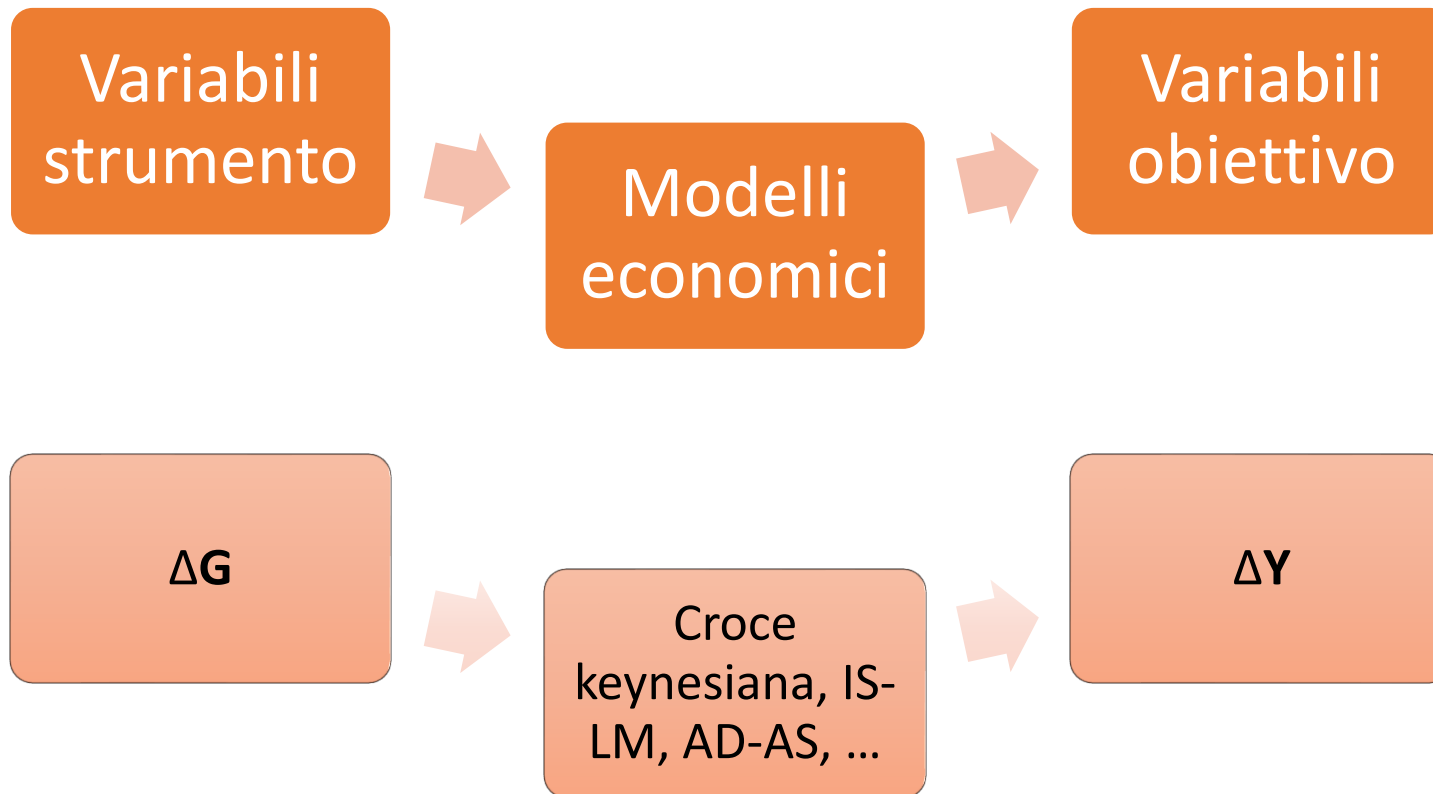 Variabili
strumento
Modelli
economici
Variabili
obiettivo
ΔG
Croce
keynesiana, IS-
LM, AD-AS, ...
ΔY